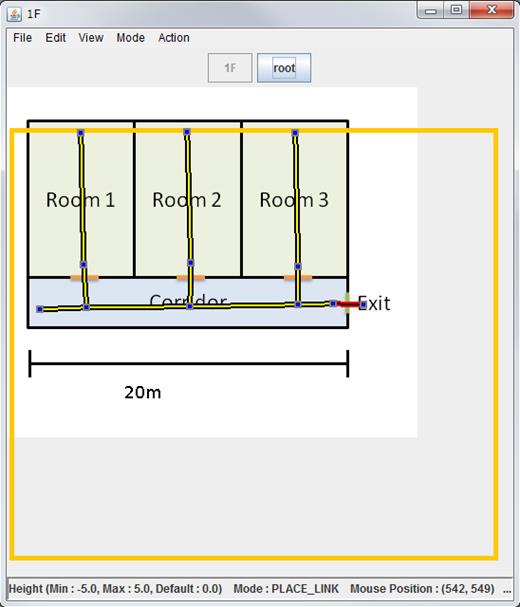 1F
File Edit View Mode Action
1F root
Room 1 Room 2 Room 3
Corridor Exit
20m
Height (Min : -5.0, Max : 5.0, Default : 0.0) Mode : PLACE_LINK Mouse Position : (542, 549) ...